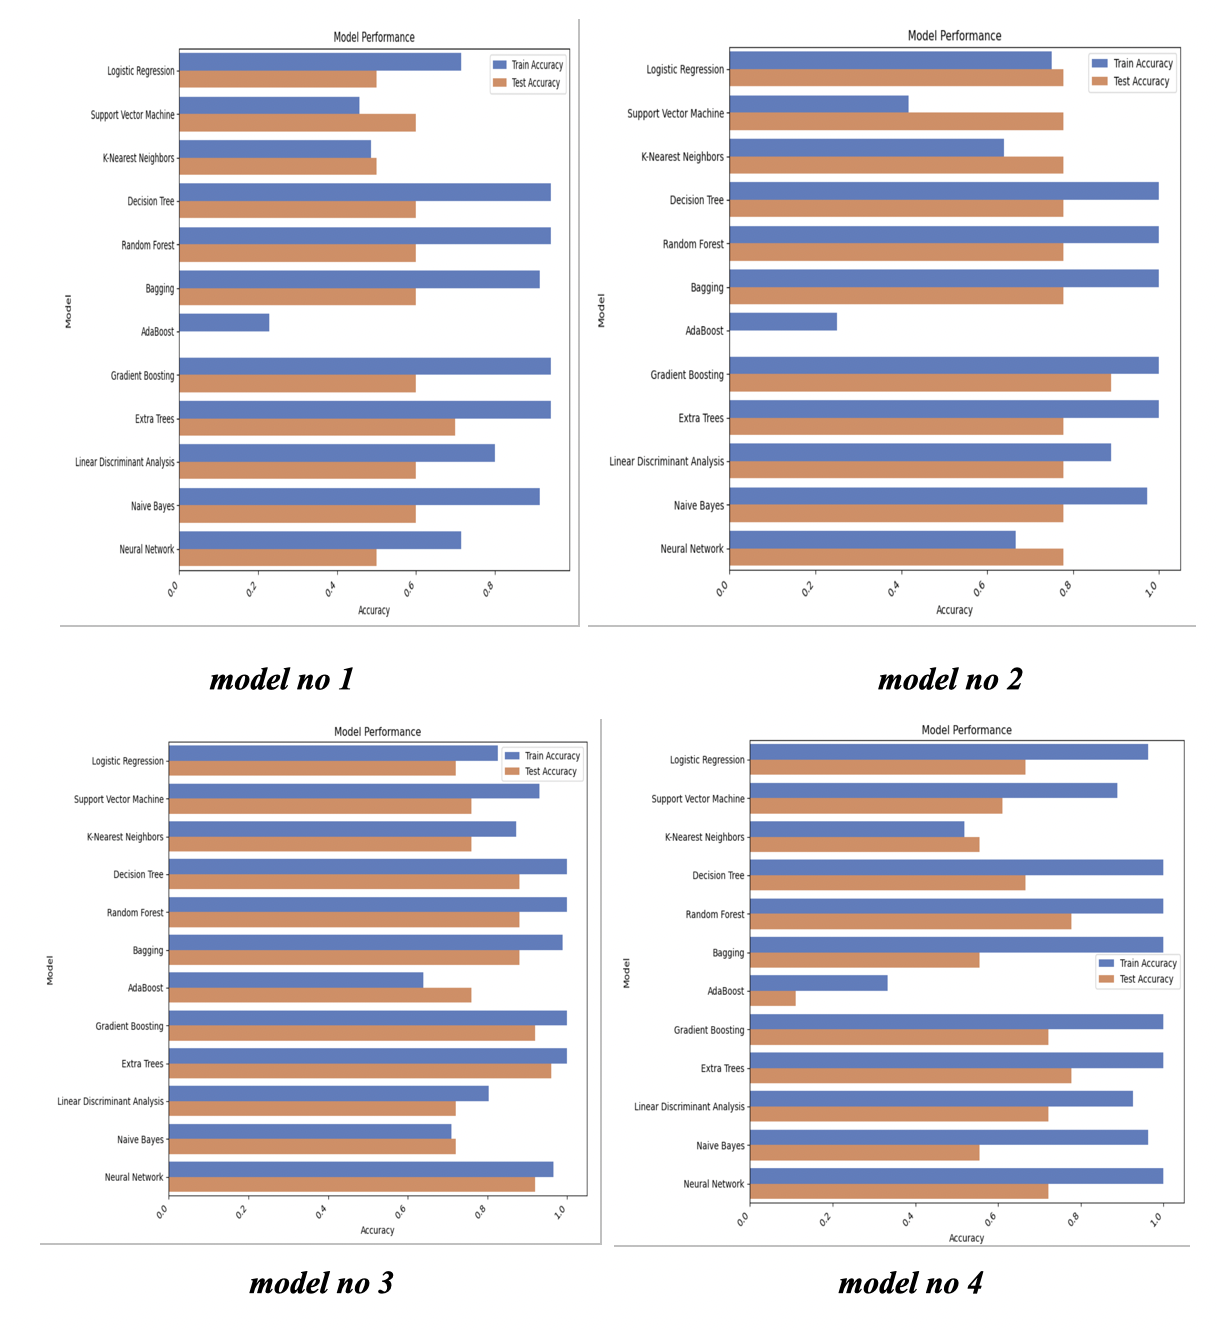 Model Performance
Train Accuracy
Test Accuracy
Logistic Regression
Support Vector Machine
K-Nearest Neighbors
Decision Tree
Random Forest
Bagging
AdaBoost
Gradient Boosting
Extra Trees
Linear Discriminant Analysis
Naive Bayes
Neural Network
Model
0.0 0.2 0.4 0.6 0.8
Accuracy
model no 1
Model Performance
Train Accuracy
Test Accuracy
Logistic Regression
Support Vector Machine
K-Nearest Neighbors
Decision Tree
Random Forest
Bagging
AdaBoost
Gradient Boosting
Extra Trees
Linear Discriminant Analysis
Naive Bayes
Neural Network
Model
0.0 0.2 0.4 0.6 0.8 1.0
Accuracy
model no 2
Model Performance
Train Accuracy
Test Accuracy
Logistic Regression
Support Vector Machine
K-Nearest Neighbors
Decision Tree
Random Forest
Bagging
AdaBoost
Gradient Boosting
Extra Trees
Linear Discriminant Analysis
Naive Bayes
Neural Network
Model
0.0 0.2 0.4 0.6 0.8 1.0
Accuracy
model no 3
Model Performance
Logistic Regression
Support Vector Machine
K-Nearest Neighbors
Decision Tree
Random Forest
Bagging
Train Accuracy
Test Accuracy
AdaBoost
Gradient Boosting
Extra Trees
Linear Discriminant Analysis
Naive Bayes
Neural Network
Model
0.0 0.2 0.4 0.6 0.8 1.0
Accuracy
model no 4